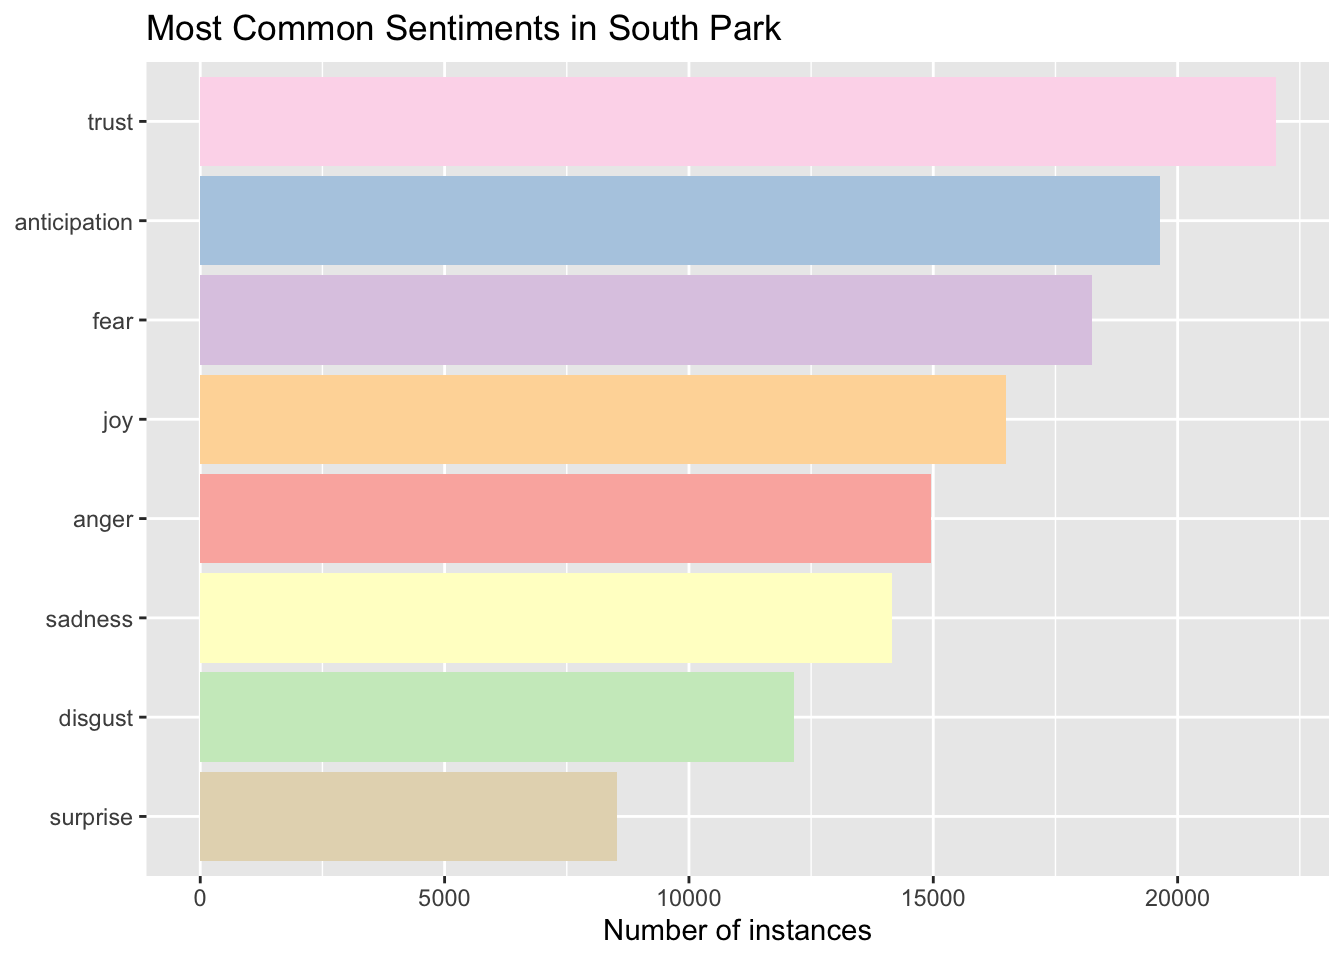 Most Common Sentiments in South Park
trust
anticipation
fear
joy
anger
sadness
disgust
surprise
0 5000 10000 15000 20000
Number of instances